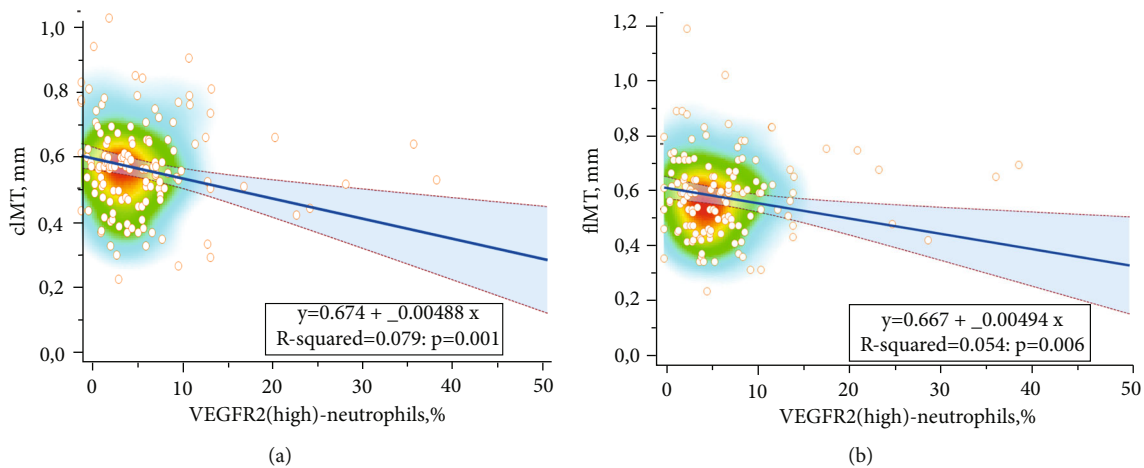 1,0
0,8
0,6
0,4
0,2
0,0
cIMT, mm
y=0.674 + _0.00488 x
R-squared=0.079: p=0.001
0 10 20 30 40 50
VEGFR2(high)-neutrophils,%
(a)
1,2
1,0
0,8
0,6
0,4
0,2
0,0
fIMT, mm
y=0.667 + _0.00494 x
R-squared=0.054: p=0.006
0 10 20 30 40 50
VEGFR2(high)-neutrophils,%
(b)